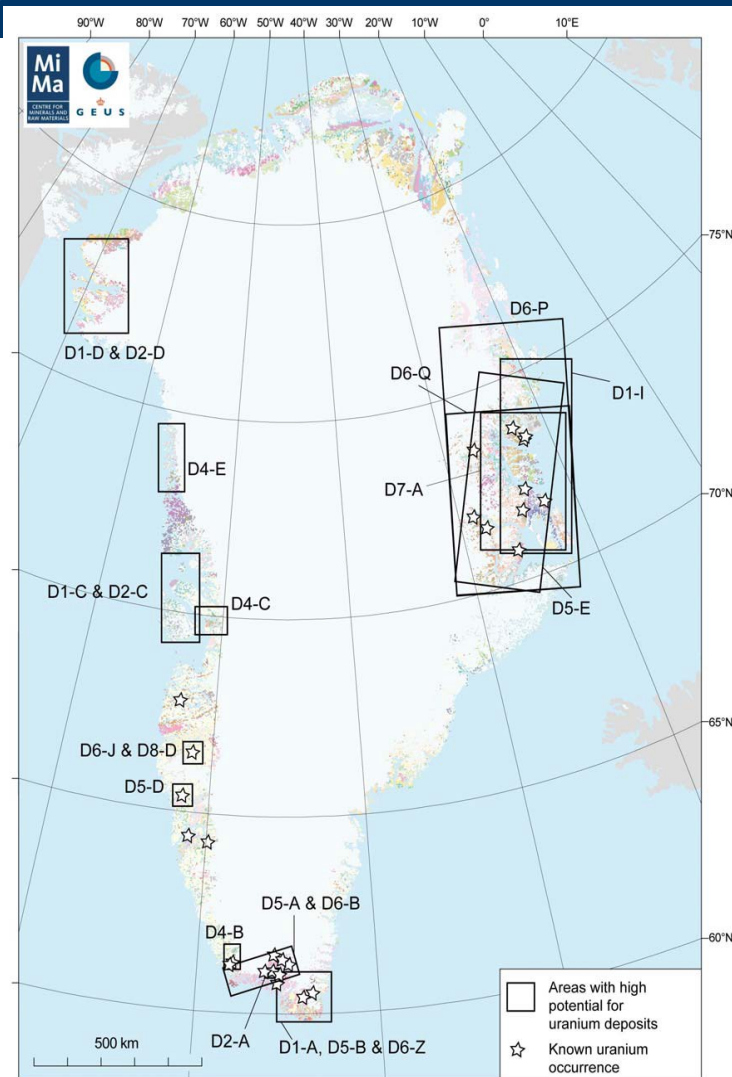 90°W
80°W
70°W
60°W
50°W
40°W
30°W
20°W
10°W
0°
10°E
Mi
Ma
CENTRE FOR
MINERALS AND
RAW MATERIALS
G E U S
75°N
D6-P
D1-D & D2-D
D6-Q
D1-I
D4-E
D7-A
70°N
D1-C & D2-C
D4-C
D5-E
65°N
D6-J & D8-D
D5-D
D5-A & D6-B
D4-B
60°N
D2-A
D1-A, D5-B & D6-Z
500 km
Areas with high
potential for
uranium deposits
Known uranium
occurrence